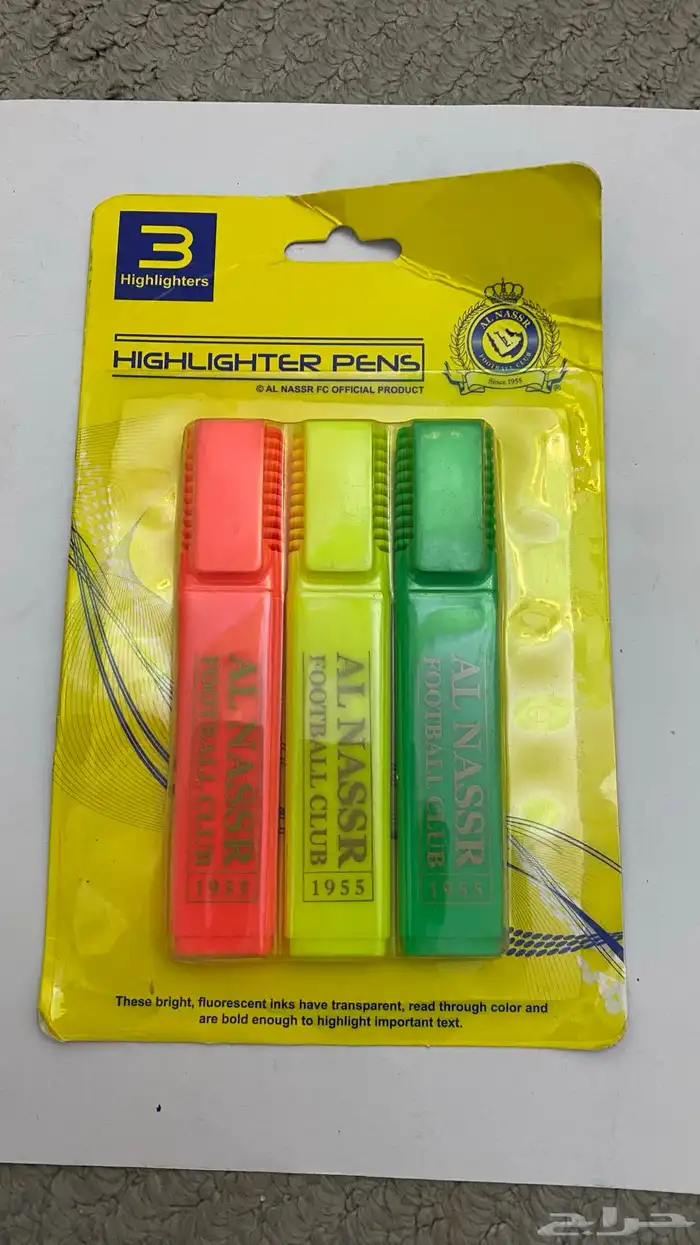 3
Highlighters
HIGHLIGHTER PENS
© AL NASSR FC OFFICIAL PRODUCT
AL NASSR
FOOTBALL CLUB
Since 1955
®
AL NASSR
FOOTBALL CLUB
1955
AL NASSR
FOOTBALL CLUB
1955
AL NASSR
FOOTBALL CLUB
1955
These bright, fluorescent inks have transparent, read through color and
are bold enough to highlight important text.
حراج